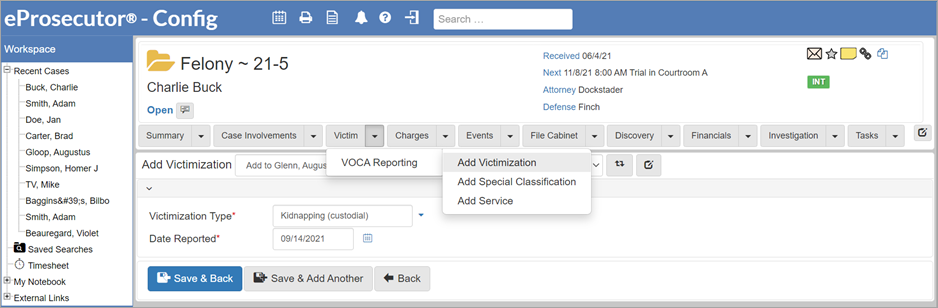 eProsecutor® - Config
Search ...
Workspace
Recent Cases
Buck, Charlie
Smith, Adam
Doe, Jan
Carter, Brad
Gloop, Augustus
Simpson, Homer J
TV, Mike
Baggins&#39;s, Bilbo
Smith, Adam
Beauregard, Violet
Saved Searches
Timesheet
My Notebook
External Links
Felony ~ 21-5
Charlie Buck
Open
Received 06/4/21
Next 11/8/21 8:00 AM Trial in Courtroom A
Attorney Dockstader
Defense Finch
INT
Summary Case Involvements Victim Charges Events File Cabinet Discovery Financials Investigation Tasks
VOCA Reporting
Add Victimization
Add Special Classification
Add Service
Add Victimization Add to Glenn, Augus
Victimization Type* Kidnapping (custodial)
Date Reported* 09/14/2021
Save & Back Save & Add Another Back